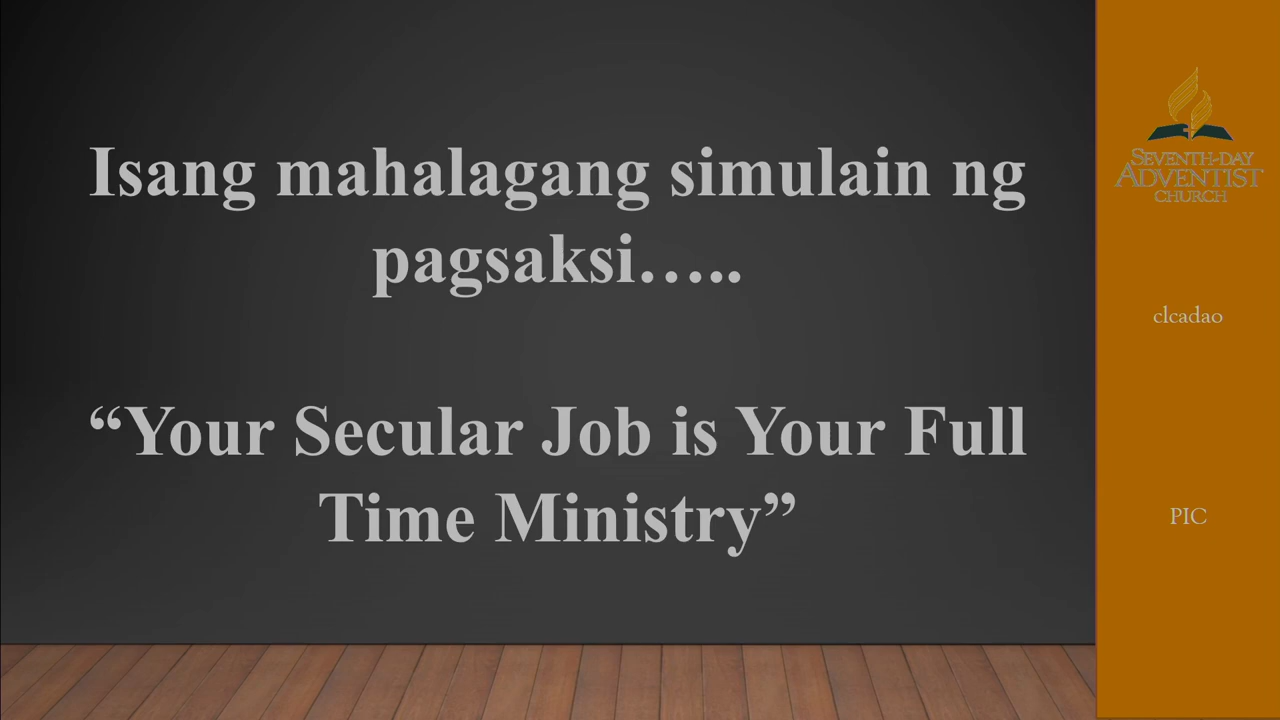 Isang mahalagang simulain ng
pagsaksi…..
“Your Secular Job is Your Full
Time Ministry”
SEVENTH-DAY
ADVENTIST
CHURCH
clcadao
PIC